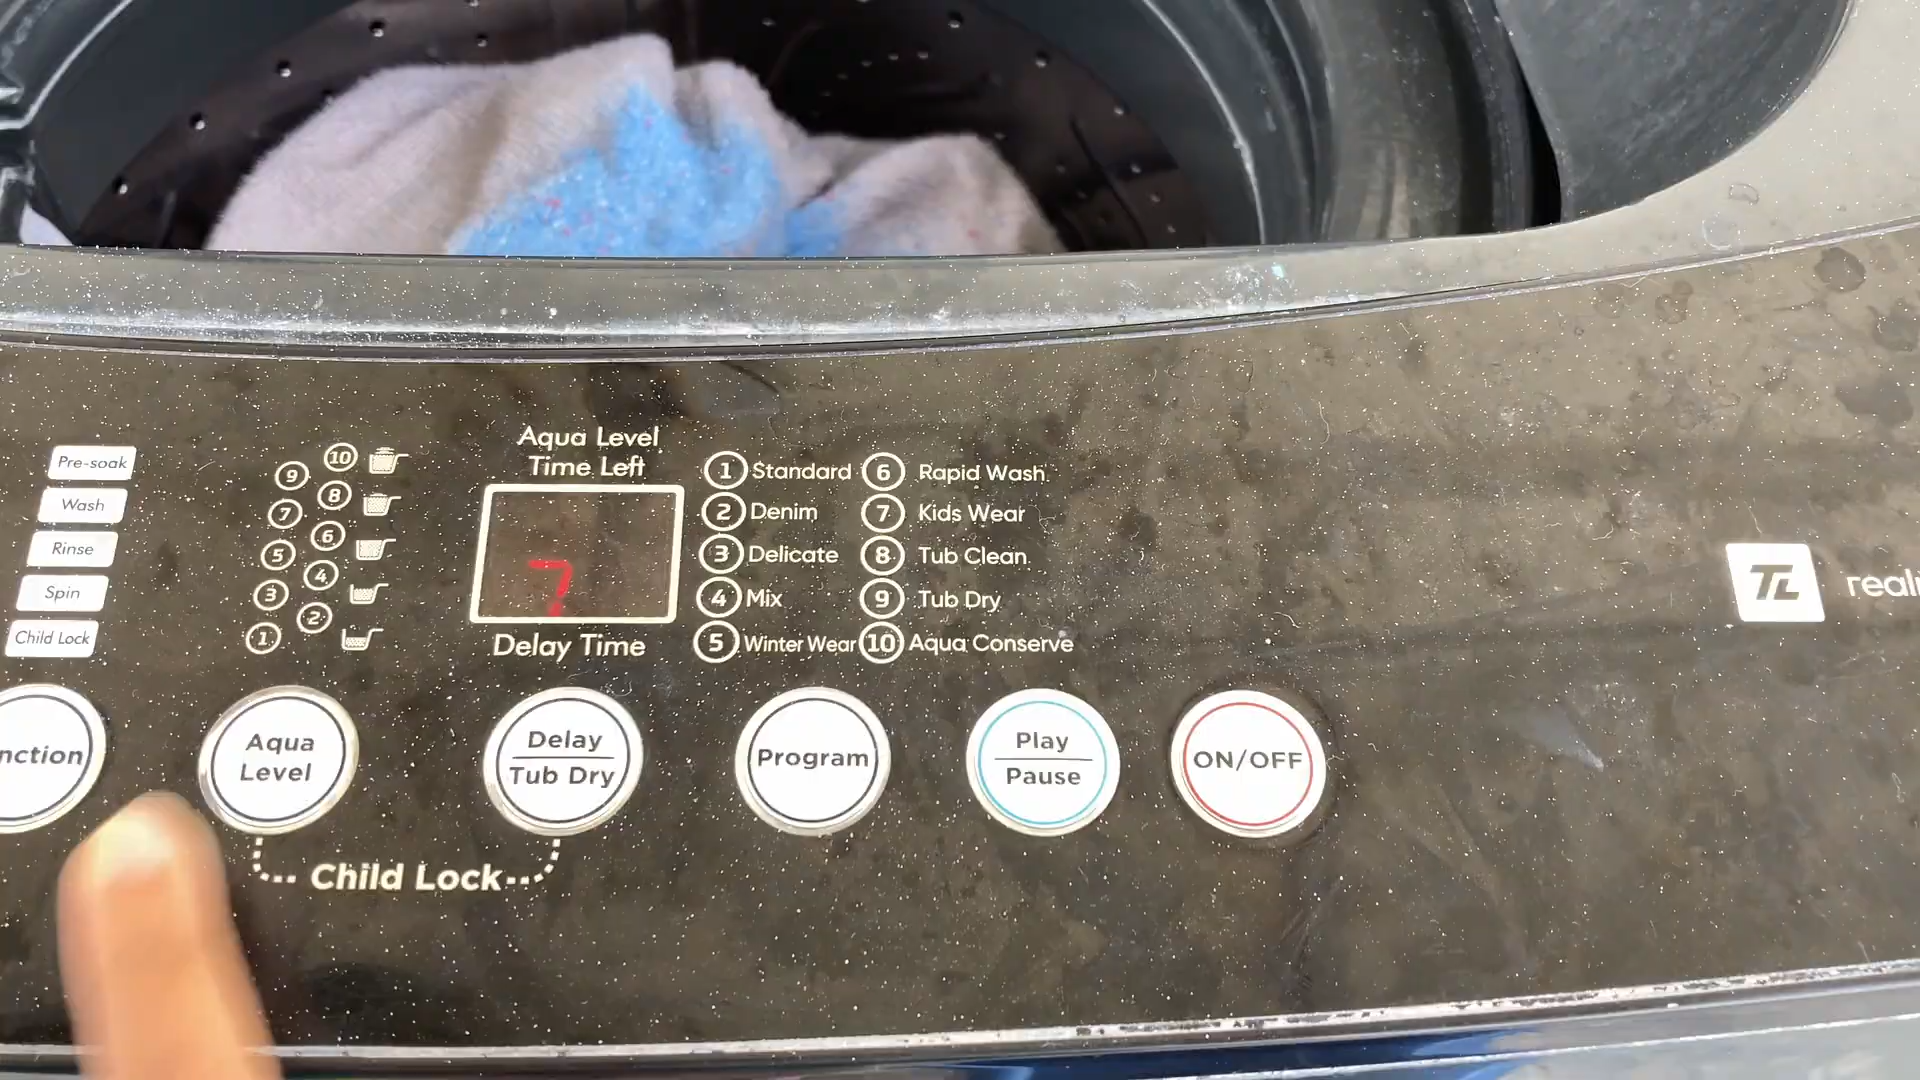 Pre-soak
Wash
Rinse
Spin
Child Lock
10
9
8
7
6
5
4
3
2
1
Aqua Level
Time Left
7
Delay Time
1 Standard
2 Denim
3 Delicate
4 Mix
5 Winter Wear
6 Rapid Wash
7 Kids Wear
8 Tub Clean
9 Tub Dry
10 Aqua Conserve
TL
Aqua
Level
Delay
Tub Dry
Program
Play
Pause
ON/OFF
Child Lock